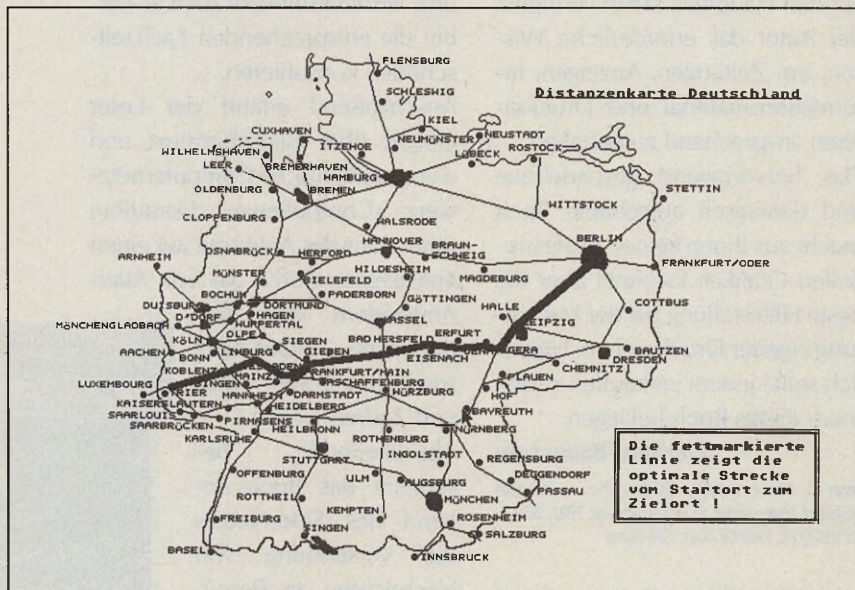 FLENSBURG
SCHLESWIG
Distanzenkarte Deutschland
KIEL
CUXHAVEN
ITZEHOE
NEUMÜNSTER
NEUSTADT
WILHELMSHAVEN
LÜBECK
ROSTOCK
LEER
BREMERHAVEN
HAMBURG
OLDENBURG
BREMEN
STETTIN
WITTSTOCK
CLOPPENBURG
WALSRODE
HANNOVER
BERLIN
OSNABRÜCK
HERFORD
BRAUN-
SCHWEIG
ARNHEIM
FRANKFURT/ODER
MÜNSTER
HILDESHEIM
MAGDEBURG
BIELEFELD
BOCHUM
PADERBORN
DUISBURG
DORTMUND
GÖTTINGEN
HALLE
COTTBUS
D'DORF
HAGEN
MÖNCHENGLADBACH
WUPPERTAL
KASSEL
LEIPZIG
KÖLN
OLPE
BAD HERSFELD
ERFURT
SIEGEN
BAUTZEN
AACHEN
BONN
LIMBURG
GIEßEN
EISENACH
DRESDEN
KOBLENZ
CHEMNITZ
FRANKFURT/MAIN
PLAUEN
LUXEMBOURG
BINGEN
MAINZ
ASCHAFFENBURG
TRIER
DARMSTADT
WÜRZBURG
HOF
MANNHEIM
SAARLOUIS
HEIDELBERG
BAYREUTH
PIRMASENS
SAARBRÜCKEN
HEILBRONN
NÜRNBERG
KARLSRUHE
ROTHENBURG
STUTTGART
INGOLSTADT
REGENSBURG
OFFENBURG
ULM
AUGSBURG
DEGGENDORF
MÜNCHEN
PASSAU
ROTTWEIL
KEMPTEN
FREIBURG
ROSENHEIM
SINGEN
SALZBURG
BASEL
INNSBRUCK
Die fettmarkierte
Linie zeigt die
optimale Strecke
vom Startort zum
Zielort!